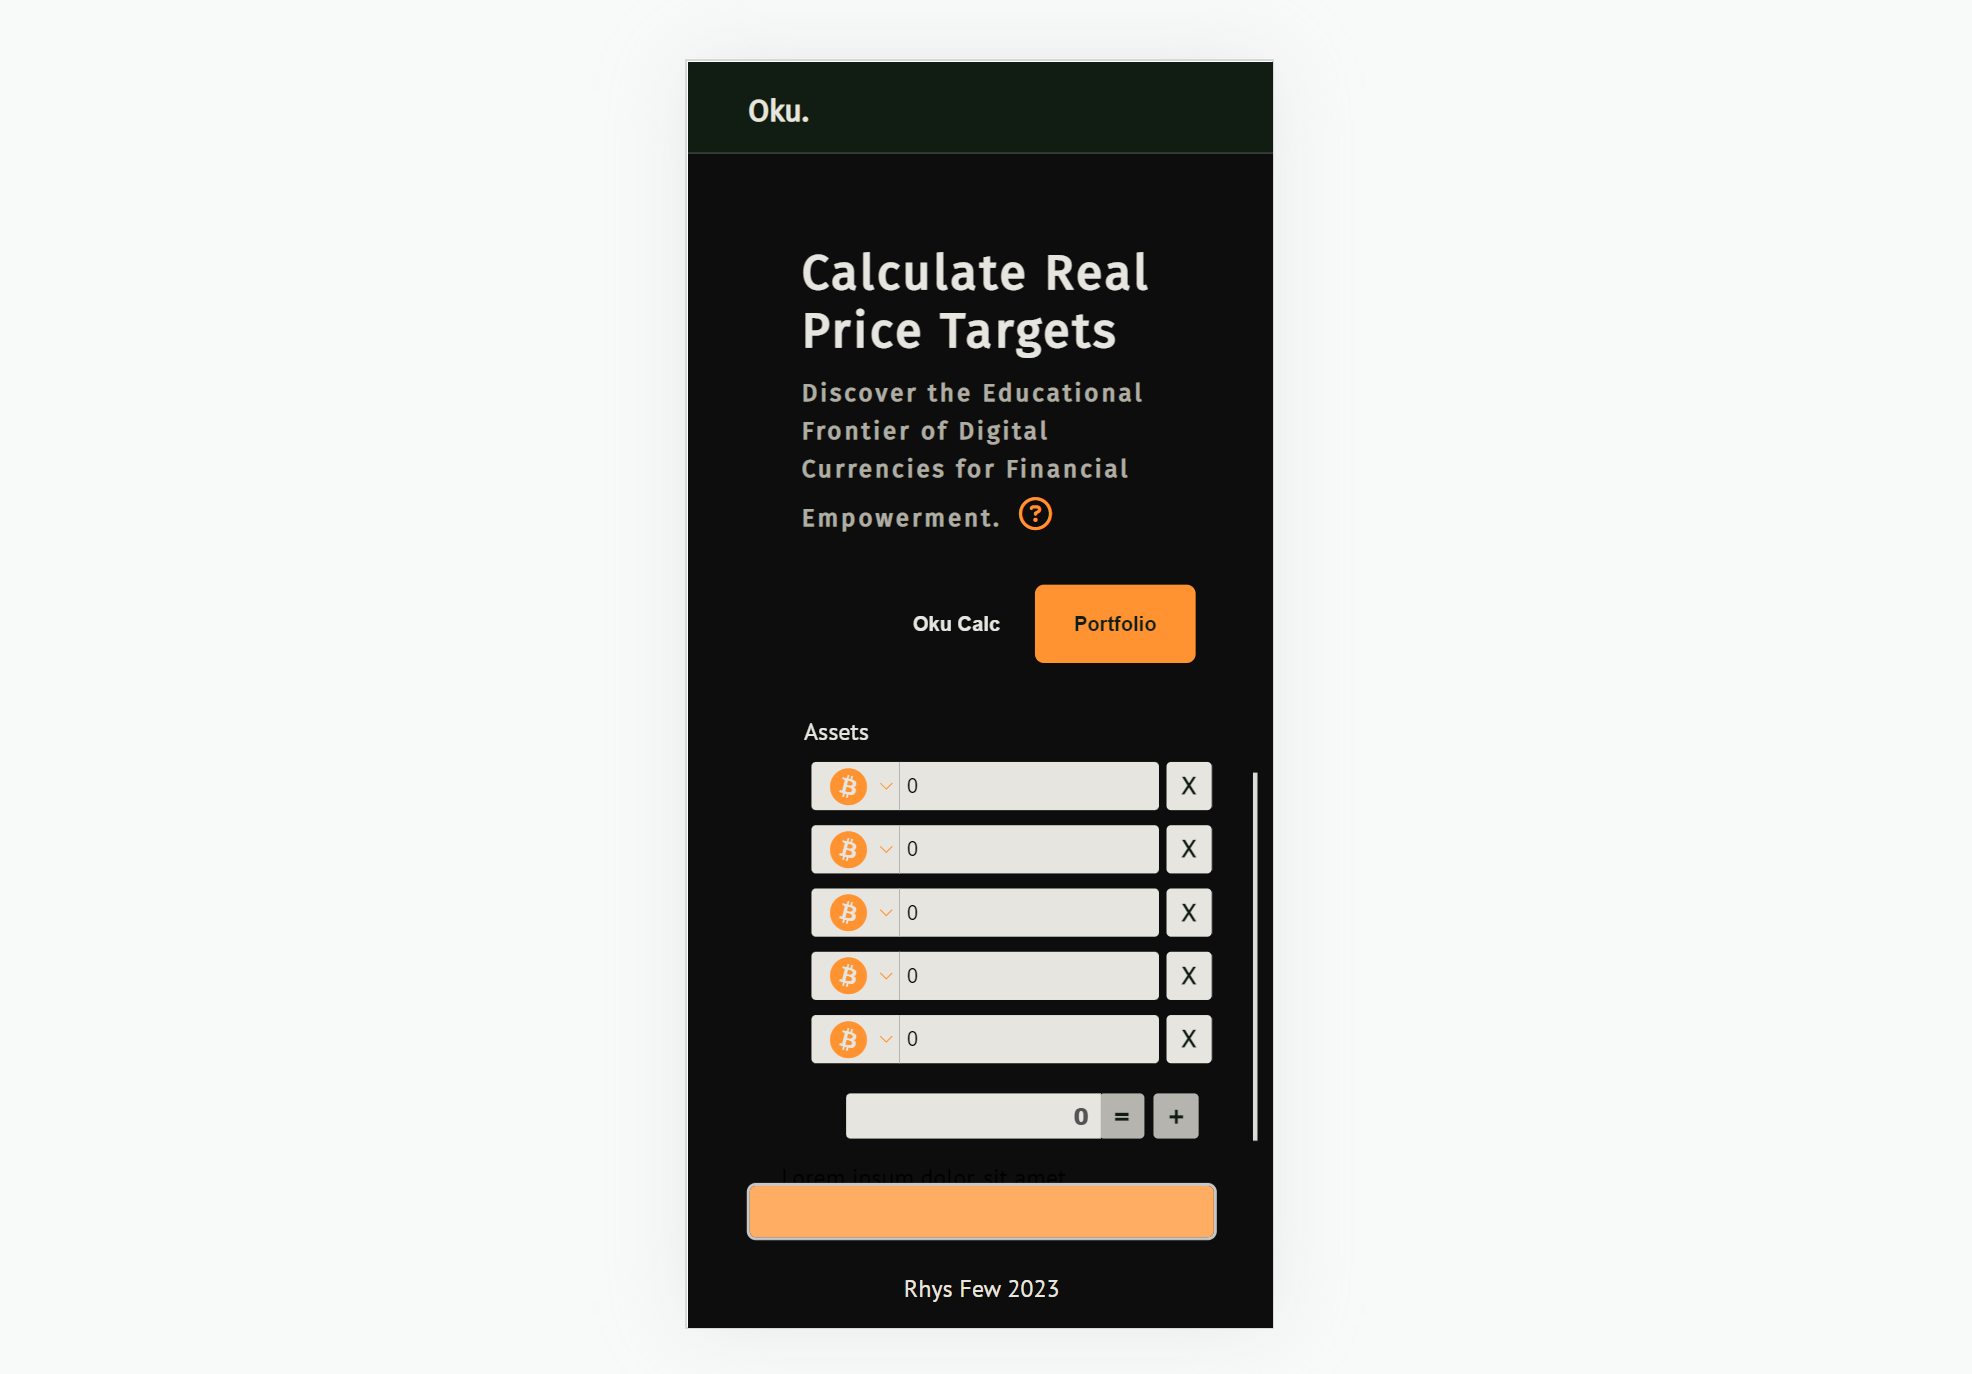 Oku.
Calculate Real
Price Targets
Discover the Educational
Frontier of Digital
Currencies for Financial
Empowerment. ?
Oku Calc Portfolio
Assets
0 X
0 X
0 X
0 X
0 X
0 = +
Lorem ipsum dolor sit amet
Rhys Few 2023